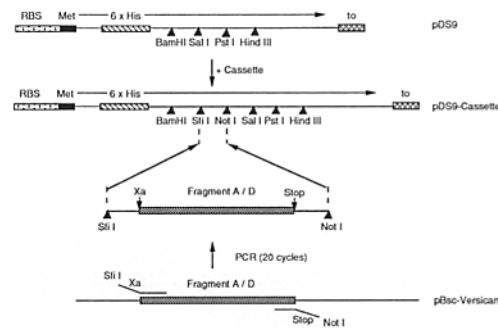 RBS Met 6 x His to pDS9
BamHI Sal I Pst I Hind III
+ Cassette
RBS Met 6 x His to pDS9-Cassette
BamHI Sfi I Not I Sal I Pst I Hind III
Xa Fragment A / D Stop
Sfi I Not I
PCR (20 cycles)
Sfi I Xa Fragment A / D pBsc-Versican
Stop Not I